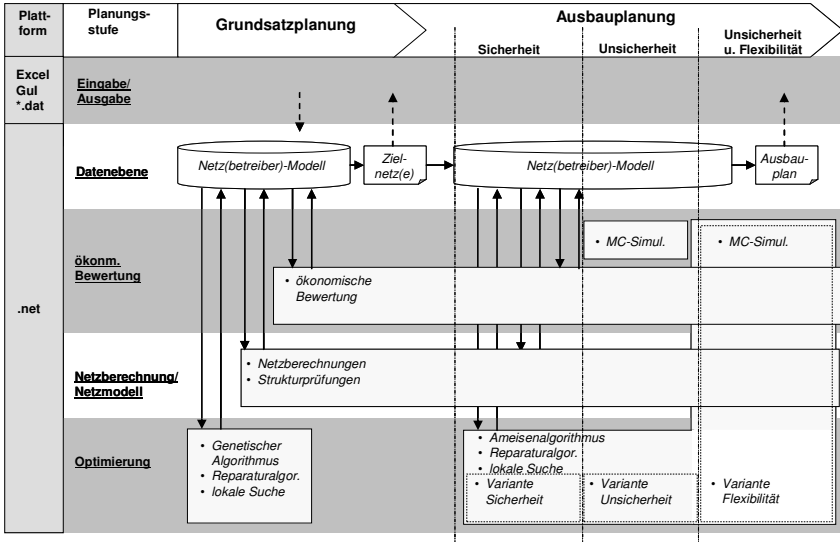 Platt-
form
Planungs-
stufe
Grundsatzplanung
Ausbauplanung
Sicherheit
Unsicherheit
Unsicherheit
u. Flexibilität
Excel
GuI
*.dat
Eingabe/
Ausgabe
.net
Datenebene
Netz(betreiber)-Modell
Ziel-
netz(e)
Netz(betreiber)-Modell
Ausbau-
plan
ökonm.
Bewertung
• MC-Simul.
• MC-Simul.
• ökonomische
Bewertung
Netzberechnung/
Netzmodell
• Netzberechnungen
• Strukturprüfungen
Optimierung
• Genetischer
Algorithmus
• Reparaturalgor.
• lokale Suche
• Ameisenalgorithmus
• Reparaturalgor.
• lokale Suche
• Variante
Sicherheit
• Variante
Unsicherheit
• Variante
Flexibilität